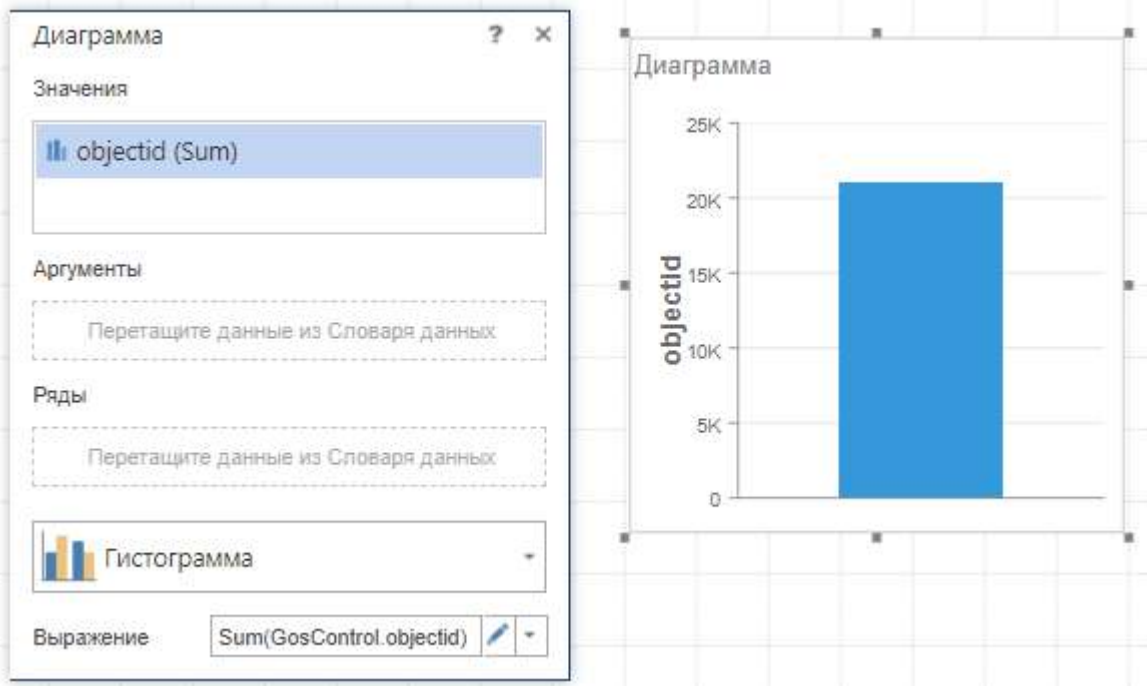 Диаграмма
? ×
Значения
objectid (Sum)
Аргументы
Перетащите данные из Словаря данных
Ряды
Перетащите данные из Словаря данных
Гистограмма
Выражение Sum(GosControl.objectid)
Диаграмма
25K
20K
15K
10K
5K
0
objectid